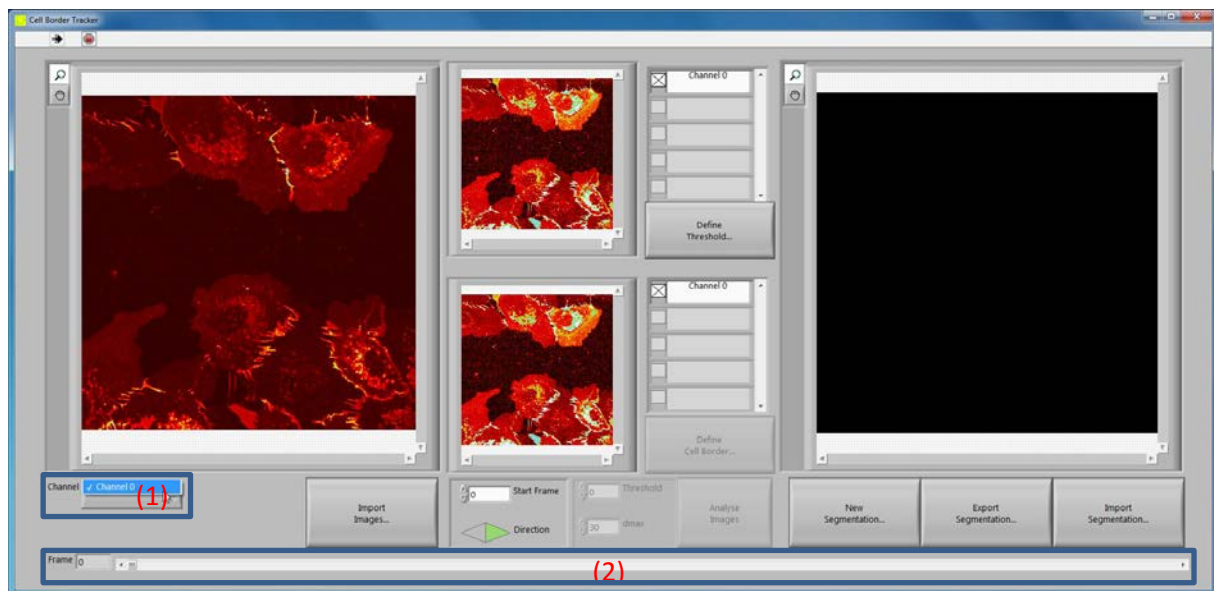 Cell Border Tracker
Channel 0
Define
Threshold...
Channel 0
Define
Cell Border...
Channel
✓ Channel 0
(1)
Import
Images...
0
Start Frame
Direction
0
Threshold
30
dmax
Analyse
Images
New
Segmentation...
Export
Segmentation...
Import
Segmentation...
Frame
0
(2)